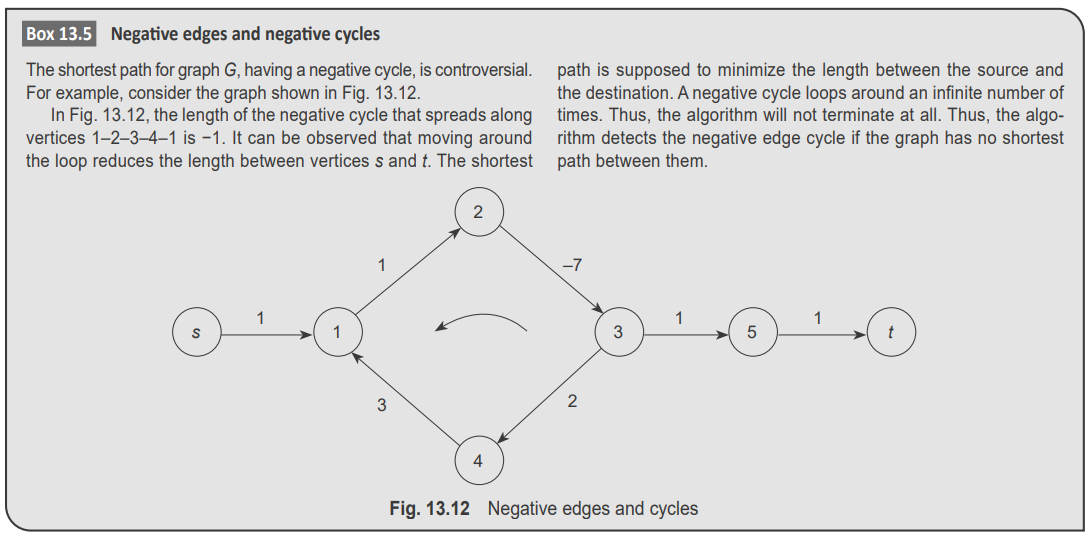 Box 13.5 Negative edges and negative cycles
The shortest path for graph G, having a negative cycle, is controversial.
For example, consider the graph shown in Fig. 13.12.
In Fig. 13.12, the length of the negative cycle that spreads along
vertices 1–2–3–4–1 is −1. It can be observed that moving around
the loop reduces the length between vertices s and t. The shortest
path is supposed to minimize the length between the source and
the destination. A negative cycle loops around an infinite number of
times. Thus, the algorithm will not terminate at all. Thus, the algo-
rithm detects the negative edge cycle if the graph has no shortest
path between them.
2
1
–7
s
1
1
3
1
5
1
t
3
2
4
Fig. 13.12 Negative edges and cycles